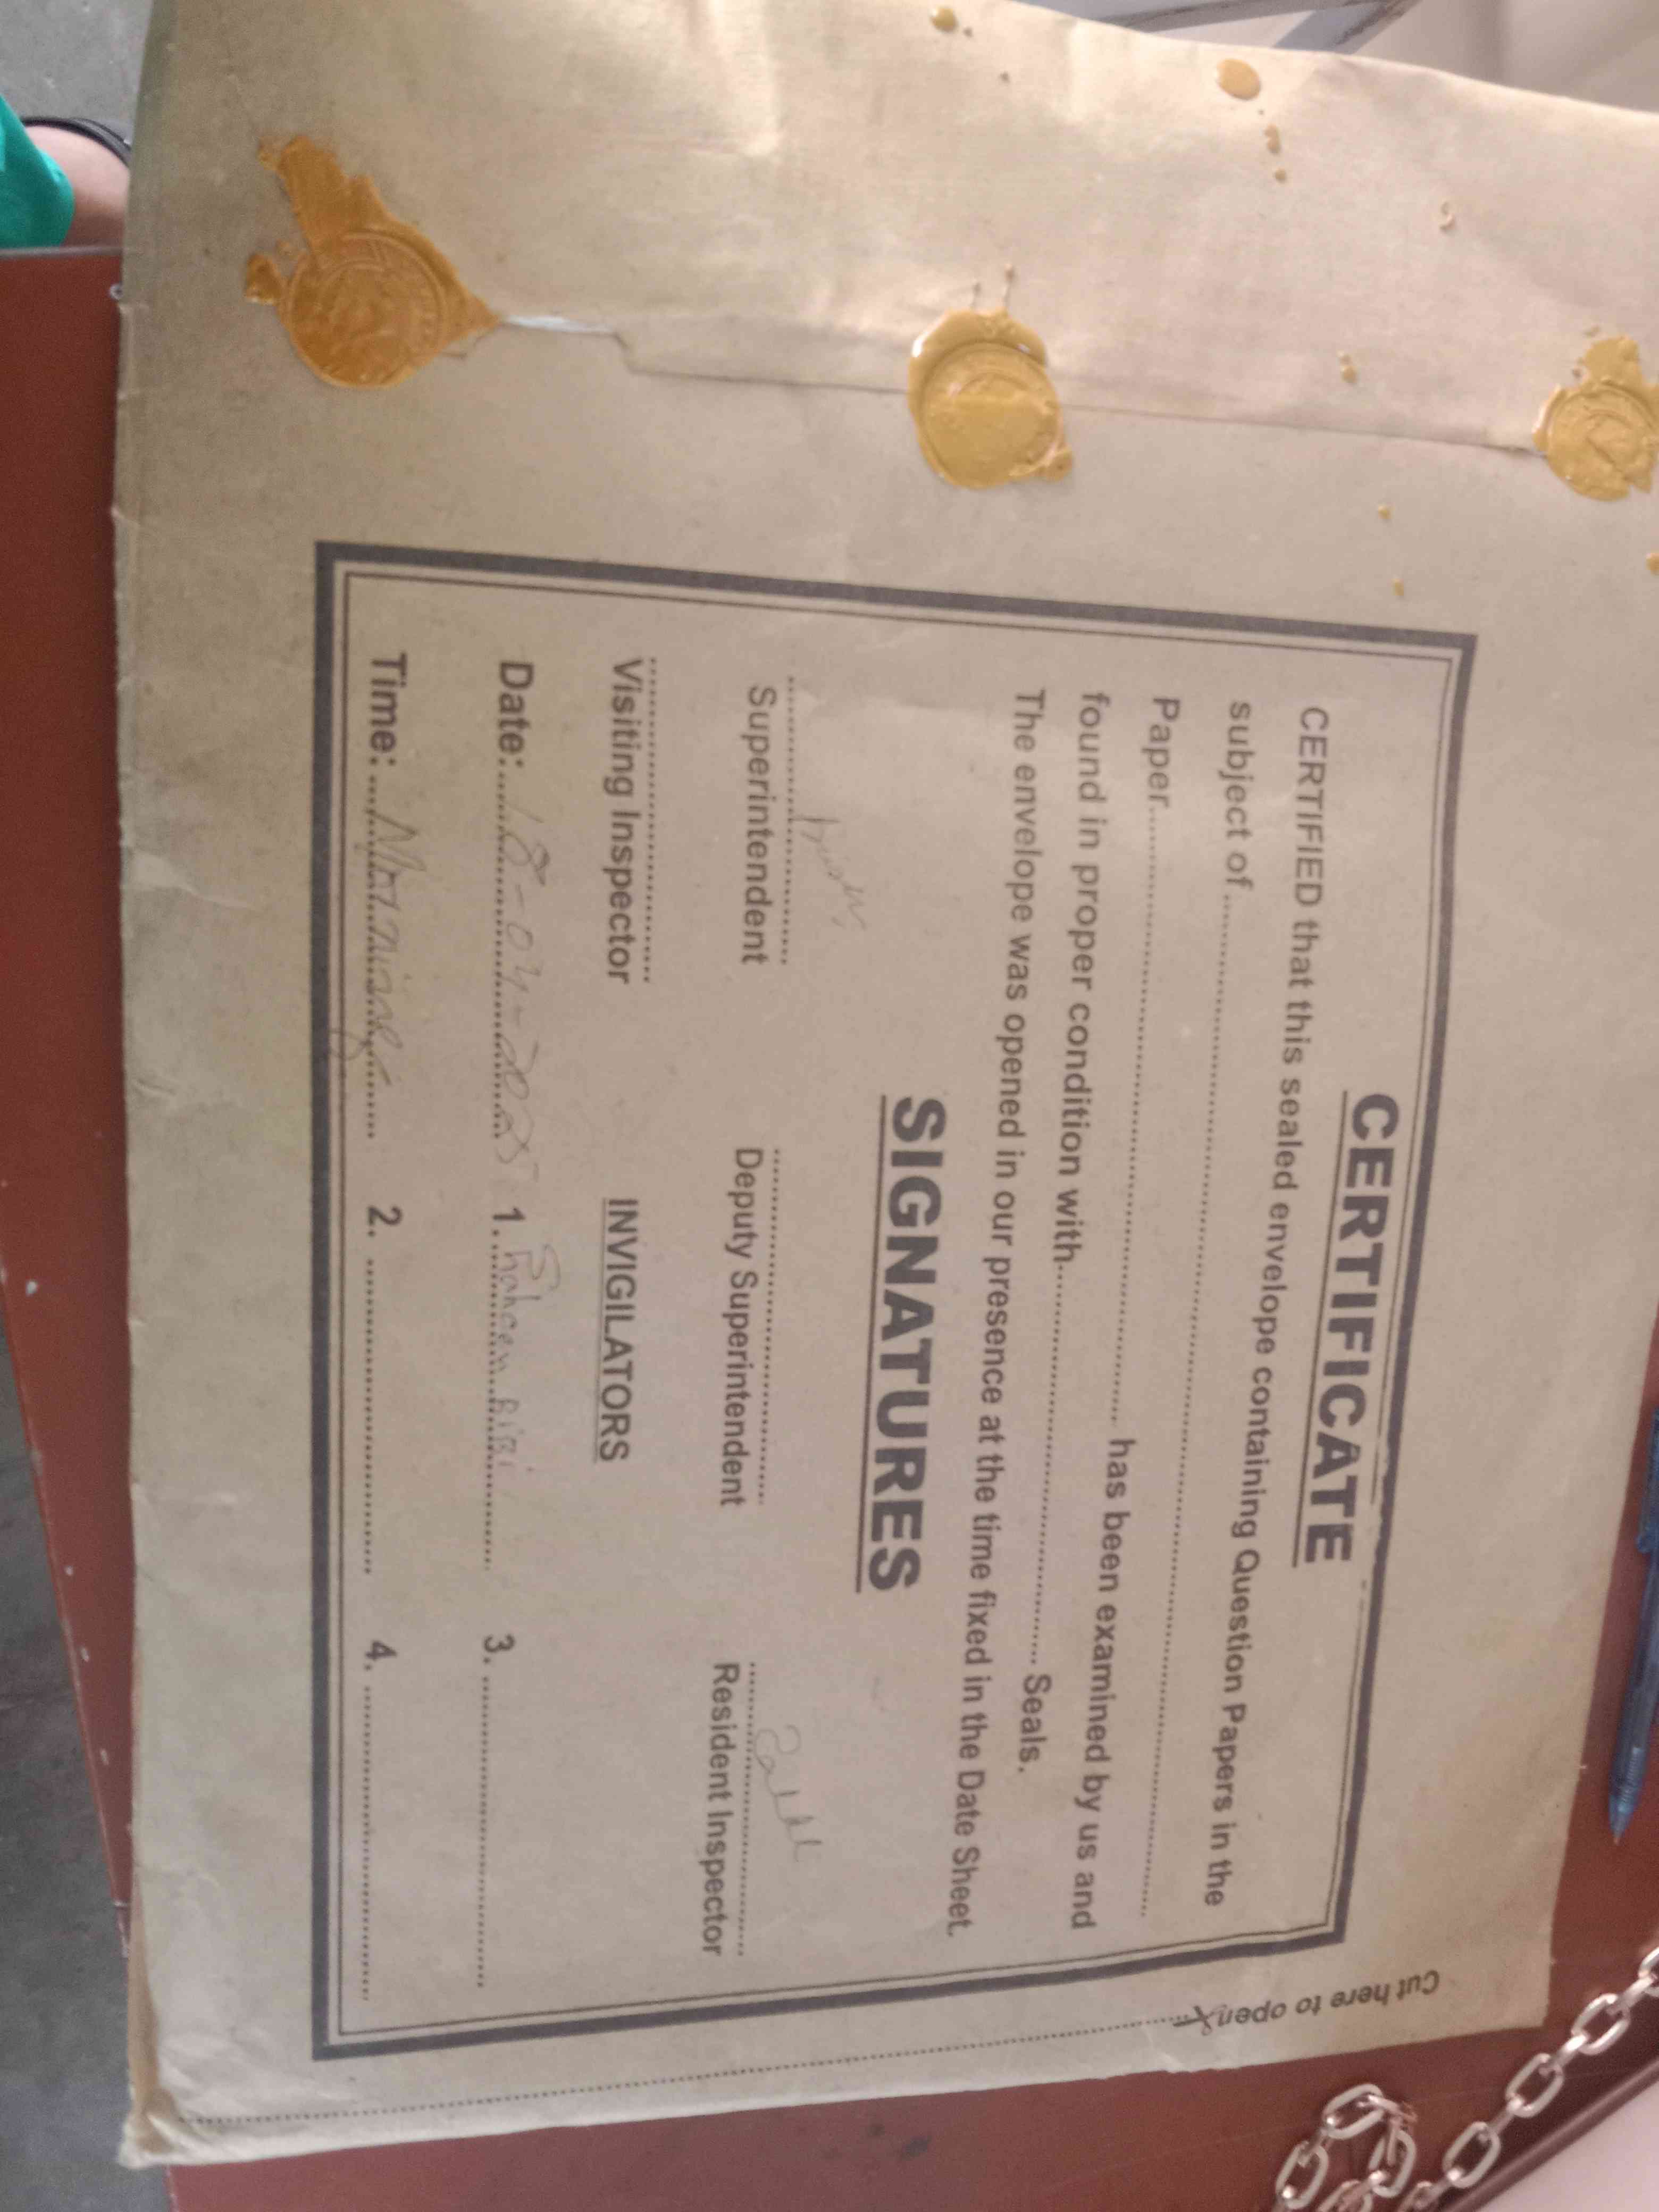 CERTIFICATE
CERTIFIED that this sealed envelope containing Question Papers in the
subject of..............................................................................
Paper.............................................................. has been examined by us and
found in proper condition with........................................................ Seals.
The envelope was opened in our presence at the time fixed in the Date Sheet.
SIGNATURES
Superintendent Deputy Superintendent Resident Inspector
Visiting Inspector INVIGILATORS
Date: 18-04-2025 1. Raheem Bibi 3. ..............................
Time: Morning 2. .............................. 4. ..............................
Cut here to open